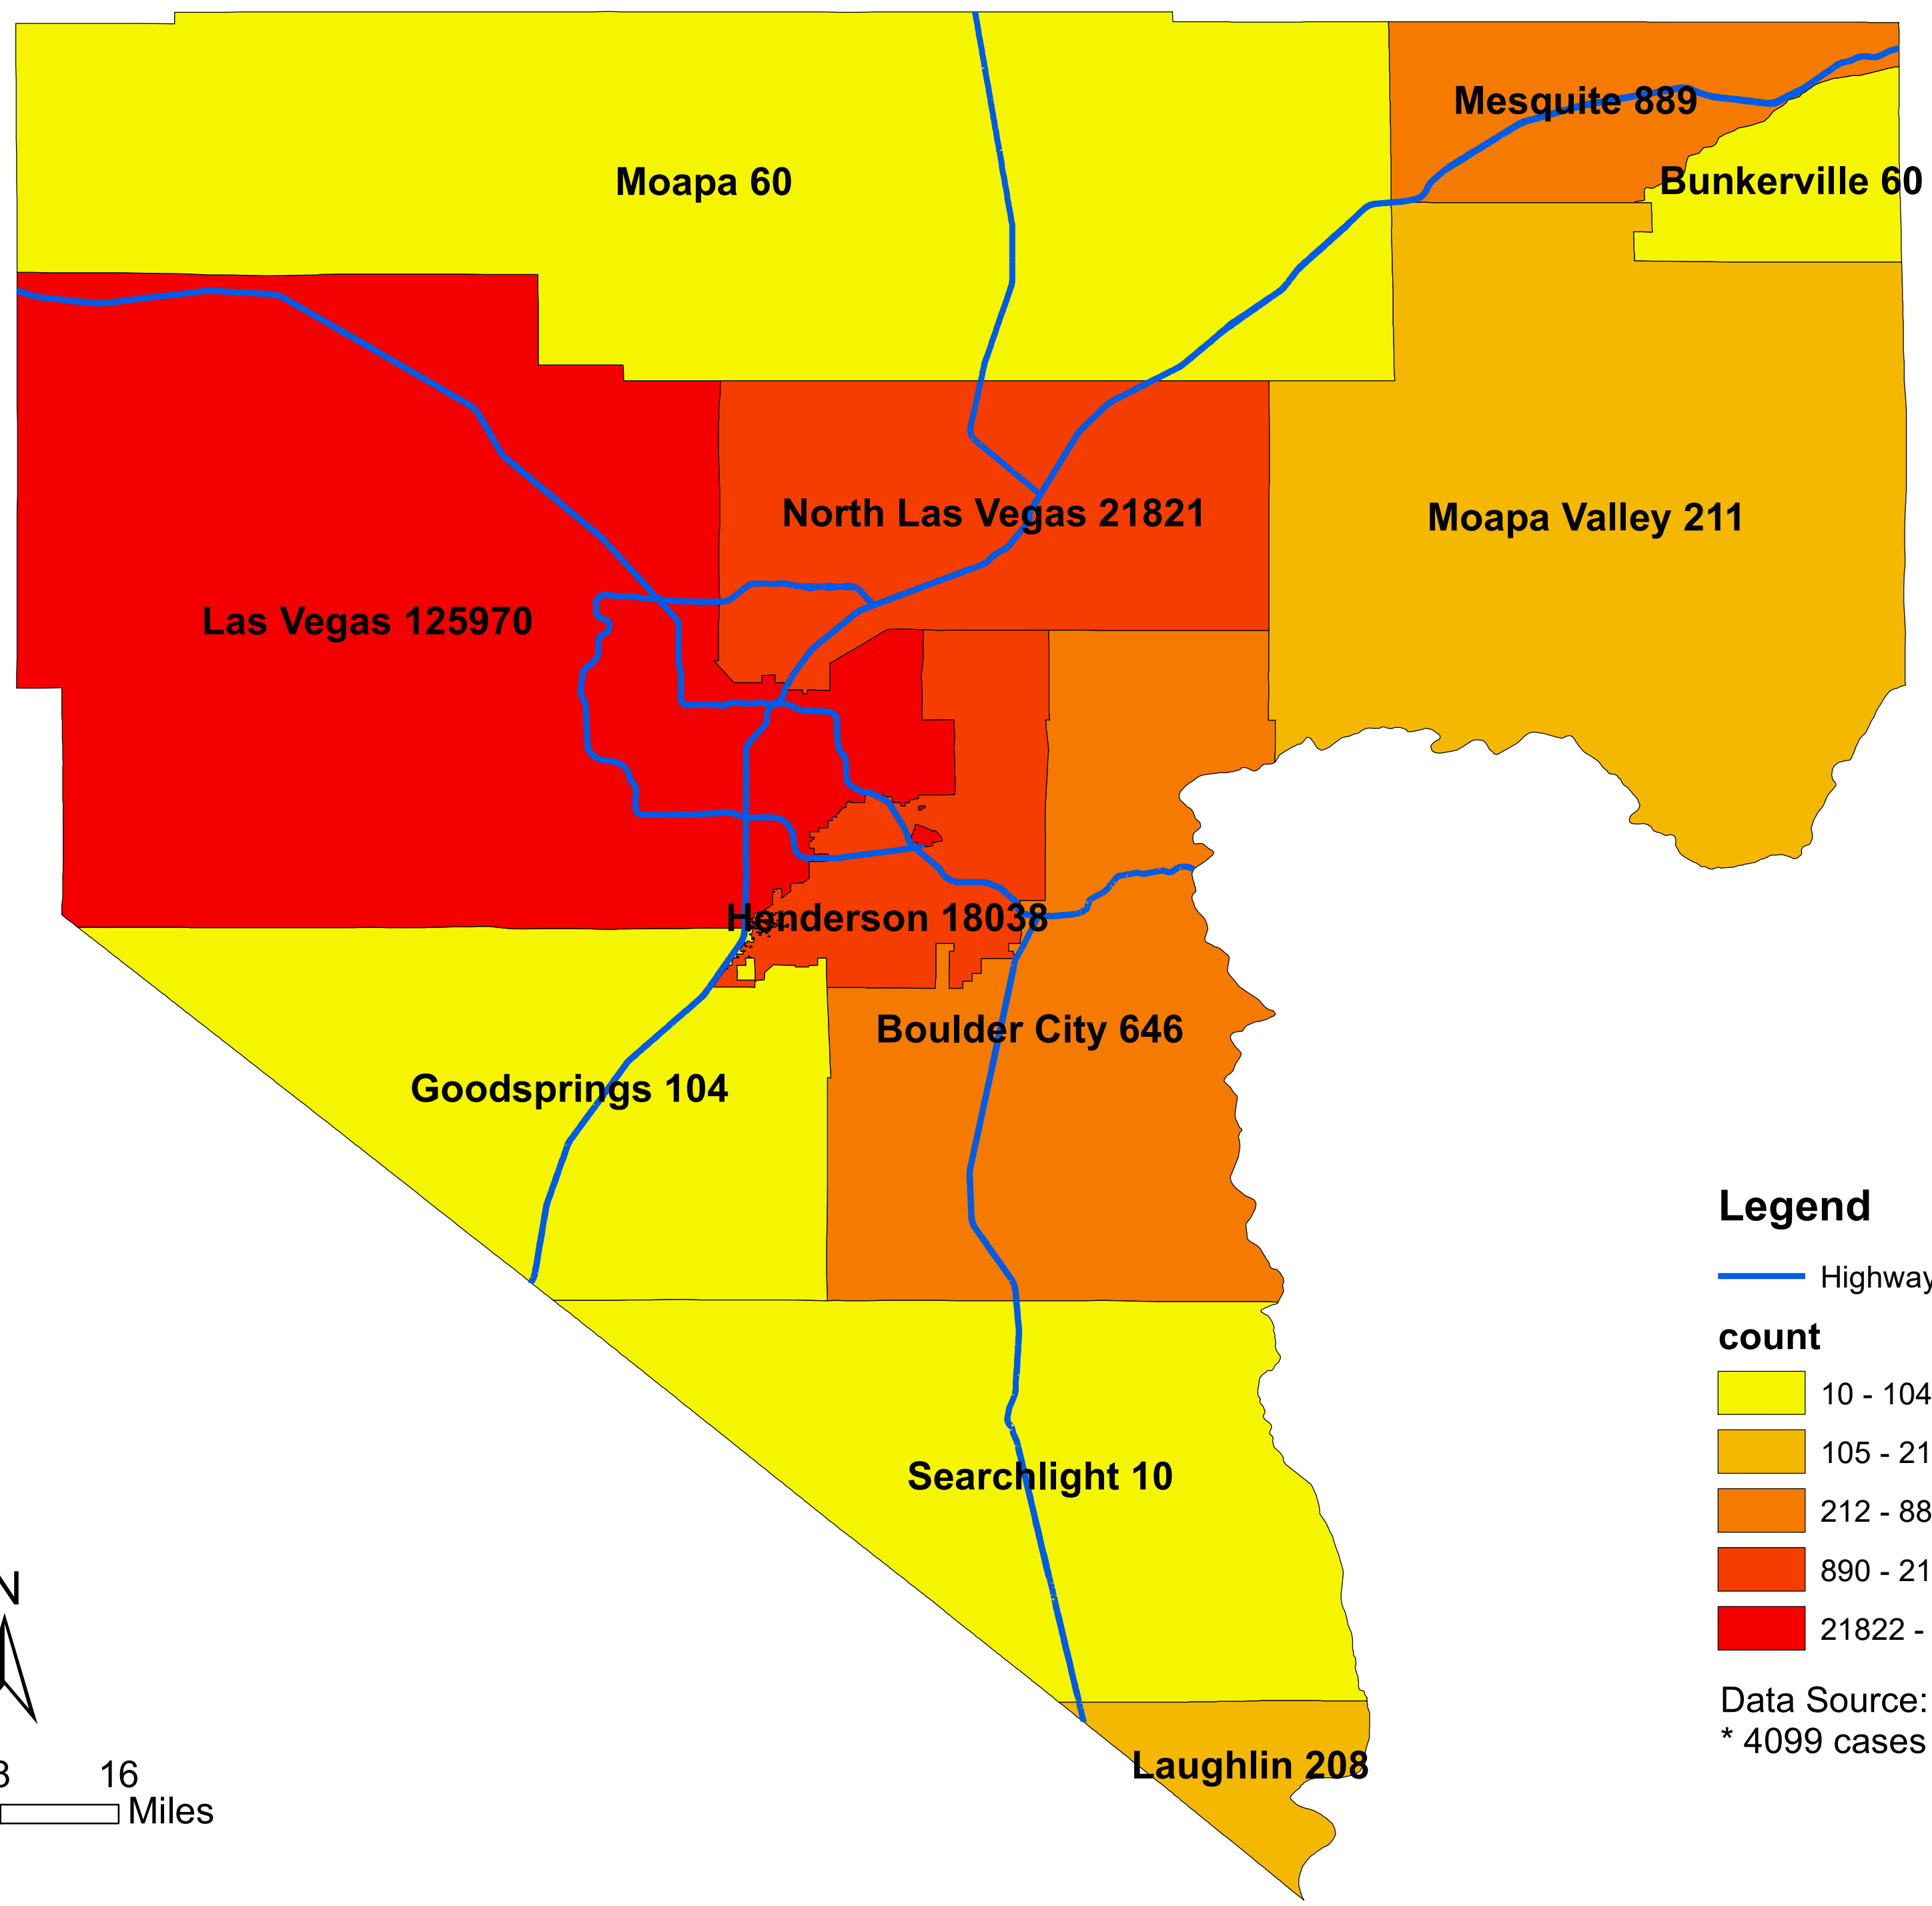 Mesquite 889
Moapa 60
Bunkerville 60
North Las Vegas 21821
Moapa Valley 211
Las Vegas 125970
Henderson 18038
Boulder City 646
Goodsprings 104
Searchlight 10
Laughlin 208
Legend
Highway
count
10 - 104
105 - 21
212 - 88
890 - 21
21822 -
Data Source:
* 4099 cases
N
16
Miles